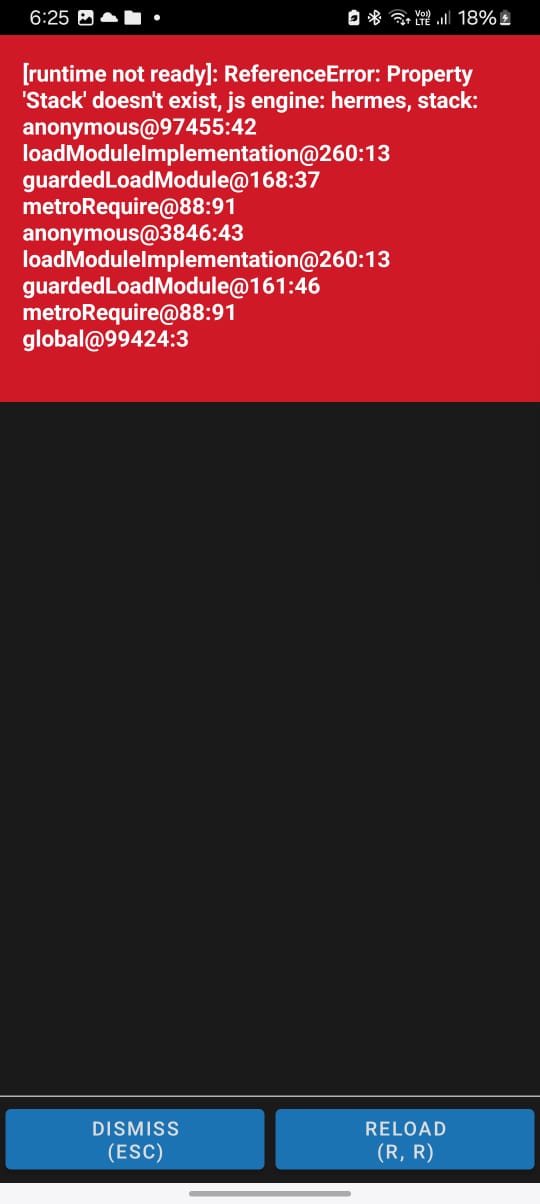 6:25
Vo))
LTE
18%
[runtime not ready]: ReferenceError: Property
'Stack' doesn't exist, js engine: hermes, stack:
anonymous@97455:42
loadModuleImplementation@260:13
guardedLoadModule@168:37
metroRequire@88:91
anonymous@3846:43
loadModuleImplementation@260:13
guardedLoadModule@161:46
metroRequire@88:91
global@99424:3
DISMISS
(ESC)
RELOAD
(R, R)